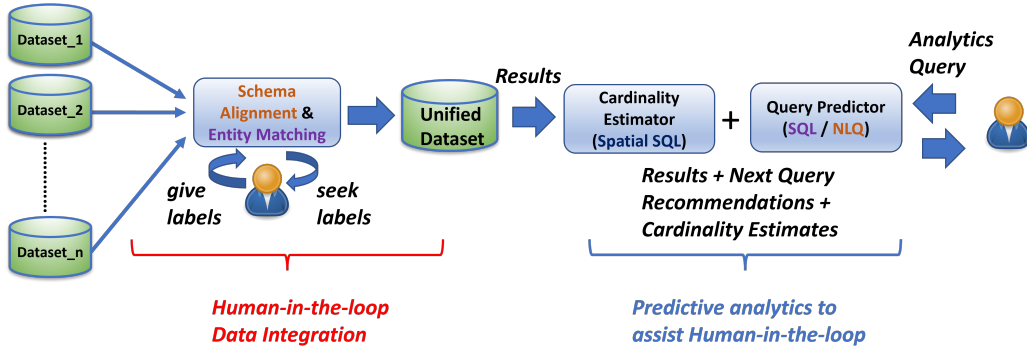 Dataset_1
Dataset_2
Dataset_n
Schema
Alignment &
Entity Matching
give
labels
seek
labels
Unified
Dataset
Results
Cardinality
Estimator
(Spatial SQL)
+
Query Predictor
(SQL / NLQ)
Analytics
Query
Results + Next Query
Recommendations +
Cardinality Estimates
Human-in-the-loop
Data Integration
Predictive analytics to
assist Human-in-the-loop